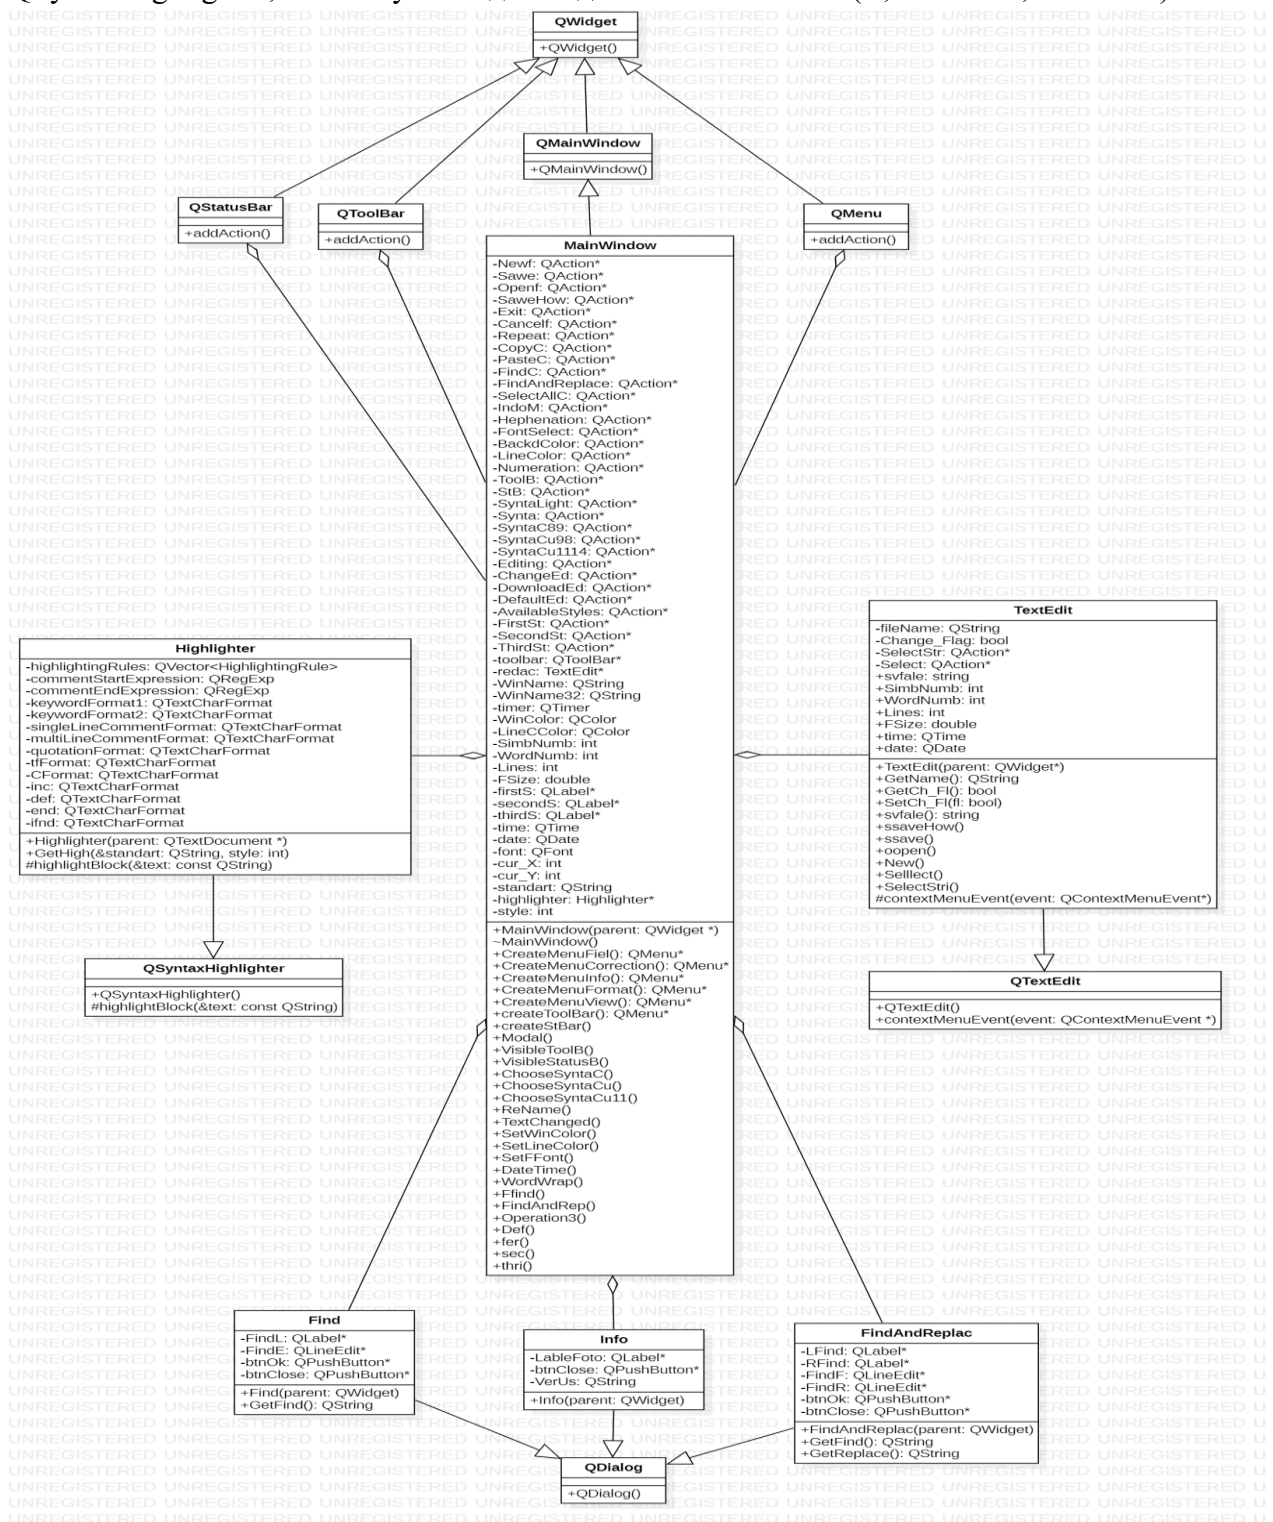 QWidget
+QWidget()
QMainWindow
+QMainWindow()
QStatusBar
+addAction()
QToolBar
+addAction()
QMenu
+addAction()
MainWindow
-Newf: QAction*
-Sawe: QAction*
-Openf: QAction*
-SaweHow: QAction*
-Exit: QAction*
-Cancelf: QAction*
-Repeat: QAction*
-CopyC: QAction*
-PasteC: QAction*
-FindC: QAction*
-FindAndReplace: QAction*
-SelectAllC: QAction*
-IndoM: QAction*
-Hephenation: QAction*
-FontSelect: QAction*
-BackdColor: QAction*
-LineColor: QAction*
-Numeration: QAction*
-ToolB: QAction*
-StB: QAction*
-SyntaLight: QAction*
-Synta: QAction*
-SyntaC89: QAction*
-SyntaCu98: QAction*
-SyntaCu1114: QAction*
-Editing: QAction*
-ChangeEd: QAction*
-DownloadEd: QAction*
-DefaultEd: QAction*
-AvailableStyles: QAction*
-FirstSt: QAction*
-SecondSt: QAction*
-ThirdSt: QAction*
-toolbar: QToolBar*
-redac: TextEdit*
-WinName: QString
-WinName32: QString
-timer: QTimer
-WinColor: QColor
-LineCColor: QColor
-SimbNumb: int
-WordNumb: int
-Lines: int
-FSize: double
-firstS: QLabel*
-secondS: QLabel*
-thirdS: QLabel*
-time: QTime
-date: QDate
-font: QFont
-cur_X: int
-cur_Y: int
-standart: QString
-highlighter: Highlighter*
-style: int
+MainWindow(parent: QWidget *)
~MainWindow()
+CreateMenuFiel(): QMenu*
+CreateMenuCorrection(): QMenu*
+CreateMenuInfo(): QMenu*
+CreateMenuFormat(): QMenu*
+CreateMenuView(): QMenu*
+createToolBar(): QMenu*
+createStBar()
+Modal()
+VisibleToolB()
+VisibleStatusB()
+ChooseSyntaC()
+ChooseSyntaCu()
+ChooseSyntaCu11()
+ReName()
+TextChanged()
+SetWinColor()
+SetLineColor()
+SetFFont()
+DateTime()
+WordWrap()
+Ffind()
+FindAndRep()
+Operation3()
+Def()
+fer()
+sec()
+thri()
Highlighter
-highlightingRules: QVector<HighlightingRule>
-commentStartExpression: QRegExp
-commentEndExpression: QRegExp
-keywordFormat1: QTextCharFormat
-keywordFormat2: QTextCharFormat
-singleLineCommentFormat: QTextCharFormat
-multiLineCommentFormat: QTextCharFormat
-quotationFormat: QTextCharFormat
-tfFormat: QTextCharFormat
-CFormat: QTextCharFormat
-inc: QTextCharFormat
-def: QTextCharFormat
-end: QTextCharFormat
-ifnd: QTextCharFormat
+Highlighter(parent: QTextDocument *)
+GetHigh(&standart: QString, style: int)
#highlightBlock(&text: const QString)
QSyntaxHighlighter
+QSyntaxHighlighter()
#highlightBlock(&text: const QString)
TextEdit
-fileName: QString
-Change_Flag: bool
-SelectStr: QAction*
-Select: QAction*
+svfale: string
+SimbNumb: int
+WordNumb: int
+Lines: int
+FSize: double
+time: QTime
+date: QDate
+TextEdit(parent: QWidget*)
+GetName(): QString
+GetCh_Fl(): bool
+SetCh_Fl(fl: bool)
+svfale(): string
+ssaveHow()
+ssave()
+oopen()
+New()
+Selllect()
+SelectStri()
#contextMenuEvent(event: QContextMenuEvent*)
QTextEdit
+QTextEdit()
+contextMenuEvent(event: QContextMenuEvent *)
Find
-FindL: QLabel*
-FindE: QLineEdit*
-btnOk: QPushButton*
-btnClose: QPushButton*
+Find(parent: QWidget)
+GetFind(): QString
Info
-LableFoto: QLabel*
-btnClose: QPushButton*
-VerUs: QString
+Info(parent: QWidget)
FindAndReplac
-LFind: QLabel*
-RFind: QLabel*
-FindF: QLineEdit*
-FindR: QLineEdit*
-btnOk: QPushButton*
-btnClose: QPushButton*
+FindAndReplac(parent: QWidget)
+GetFind(): QString
+GetReplace(): QString
QDialog
+QDialog()